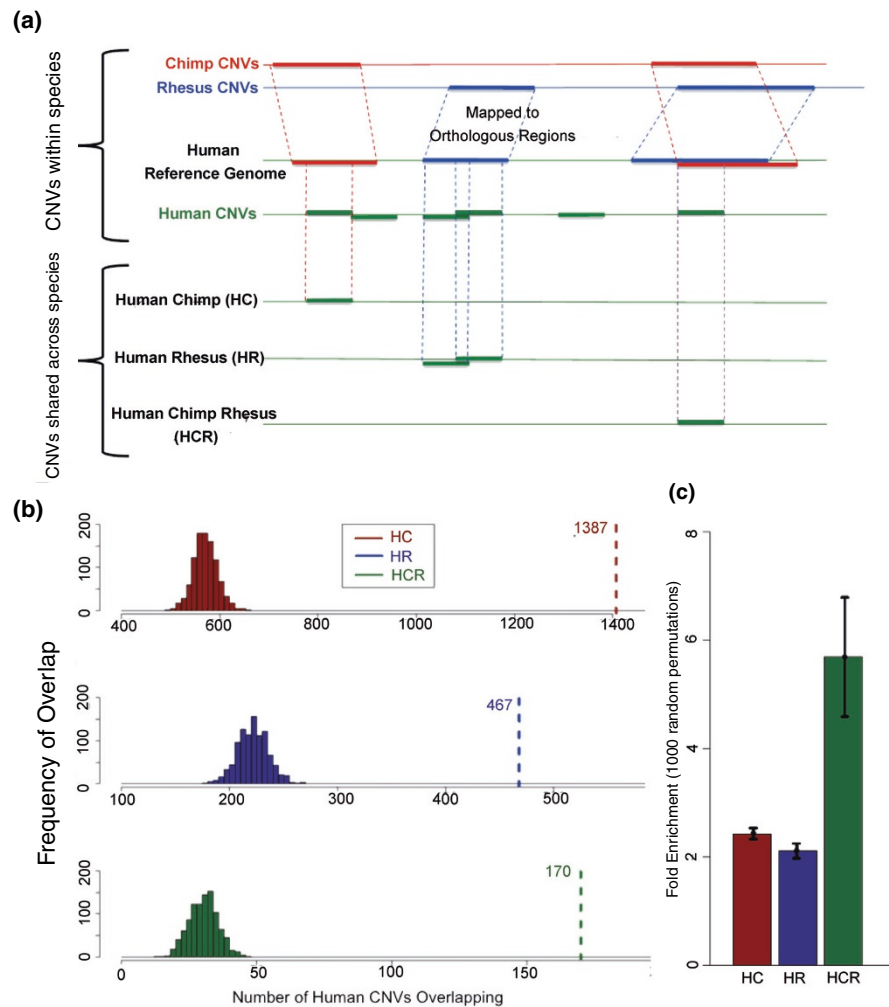 (a)
CNVs within species
Chimp CNVs
Rhesus CNVs
Mapped to
Orthologous Regions
Human
Reference Genome
Human CNVs
CNVs shared across species
Human Chimp (HC)
Human Rhesus (HR)
Human Chimp Rhesus
(HCR)
(b)
Frequency of Overlap
0 100 200
1387
HC
HR
HCR
400 600 800 1000 1200 1400
0 100 200
467
100 200 300 400 500
0 100 200
170
0 50 100 150
Number of Human CNVs Overlapping
(c)
Fold Enrichment (1000 random permutations)
0 2 4 6 8
HC HR HCR